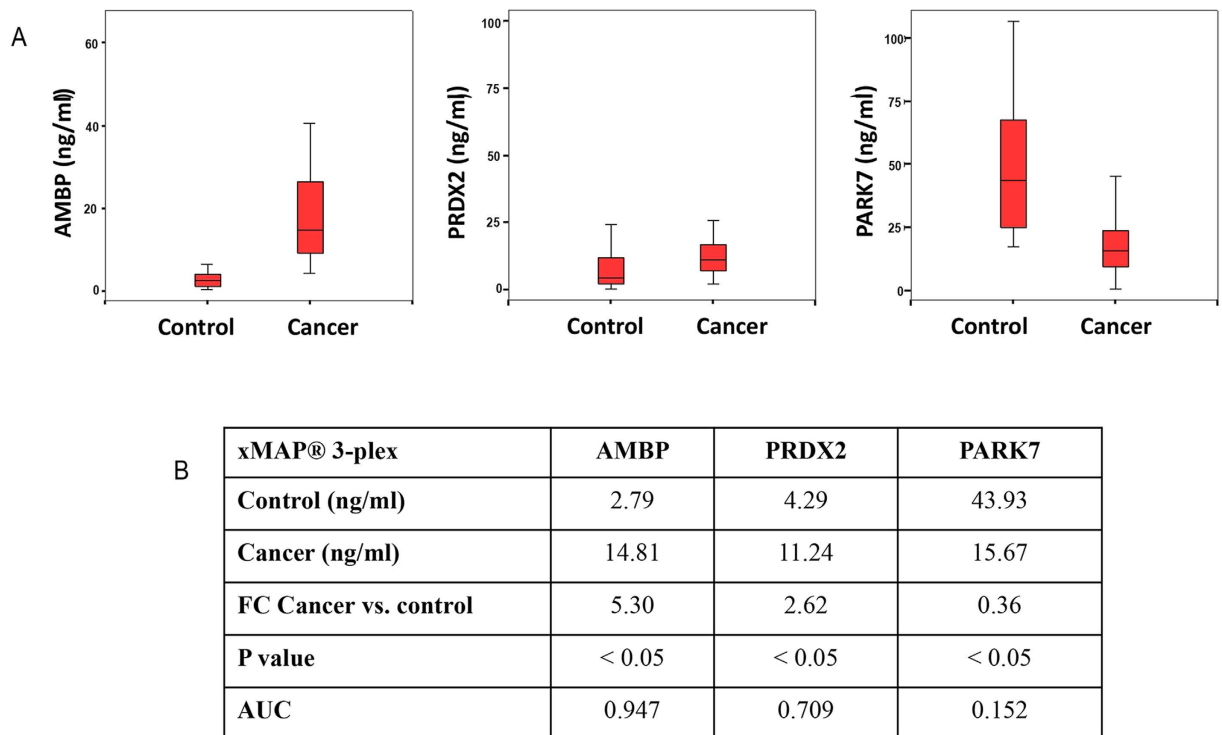 A
AMBP (ng/ml))
60
40
20
0
Control
Cancer
PRDX2 (ng/ml))
100
75
50
25
0
Control
Cancer
PARK7 (ng/ml))
100
75
50
25
0
Control
Cancer
B
xMAP® 3-plex AMBP PRDX2 PARK7
Control (ng/ml) 2.79 4.29 43.93
Cancer (ng/ml) 14.81 11.24 15.67
FC Cancer vs. control 5.30 2.62 0.36
P value < 0.05 < 0.05 < 0.05
AUC 0.947 0.709 0.152